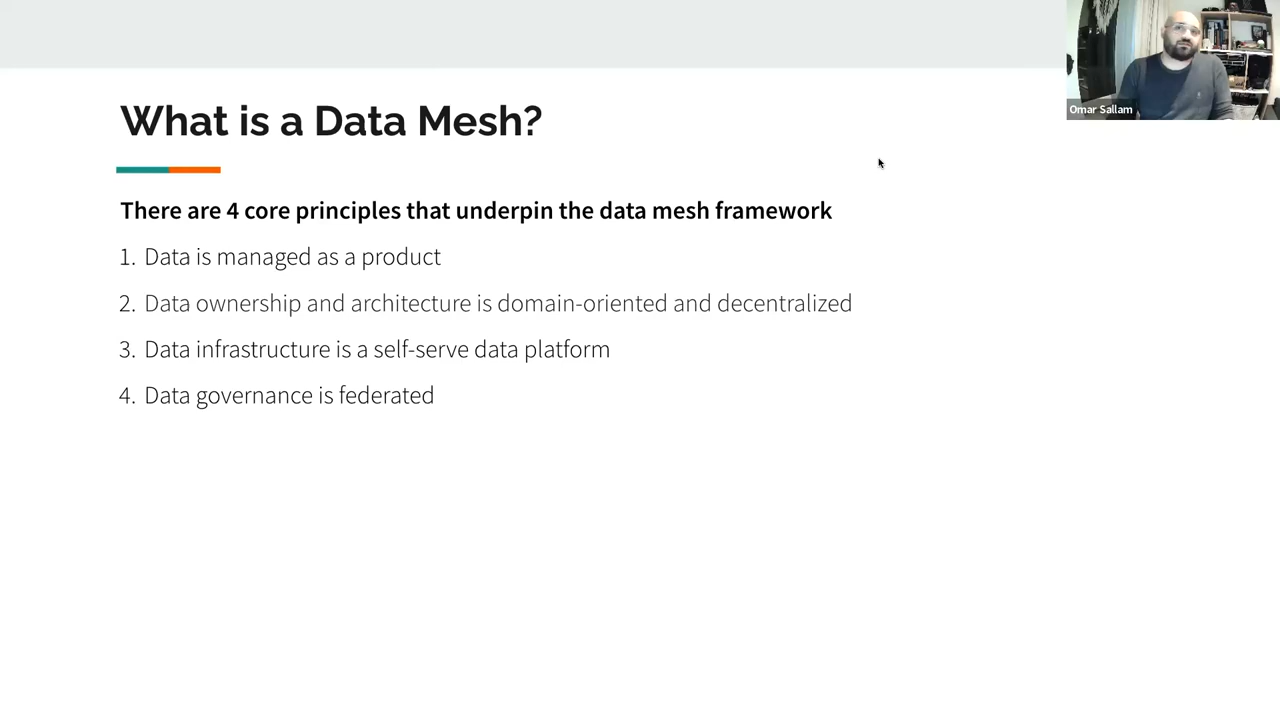 What is a Data Mesh?
There are 4 core principles that underpin the data mesh framework
1. Data is managed as a product
2. Data ownership and architecture is domain-oriented and decentralized
3. Data infrastructure is a self-serve data platform
4. Data governance is federated
Omar Sallam